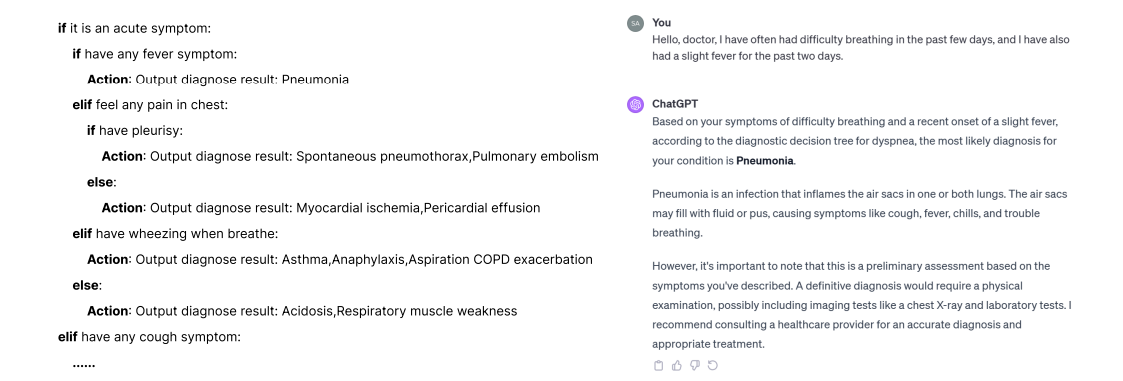 if it is an acute symptom:
if have any fever symptom:
Action: Output diagnose result: Pneumonia
elif feel any pain in chest:
if have pleurisy:
Action: Output diagnose result: Spontaneous pneumothorax,Pulmonary embolism
else:
Action: Output diagnose result: Myocardial ischemia,Pericardial effusion
elif have wheezing when breathe:
Action: Output diagnose result: Asthma,Anaphylaxis,Aspiration COPD exacerbation
else:
Action: Output diagnose result: Acidosis,Respiratory muscle weakness
elif have any cough symptom:
......
SA
You
Hello, doctor, I have often had difficulty breathing in the past few days, and I have also
had a slight fever for the past two days.
ChatGPT
Based on your symptoms of difficulty breathing and a recent onset of a slight fever,
according to the diagnostic decision tree for dyspnea, the most likely diagnosis for
your condition is Pneumonia.
Pneumonia is an infection that inflames the air sacs in one or both lungs. The air sacs
may fill with fluid or pus, causing symptoms like cough, fever, chills, and trouble
breathing.
However, it's important to note that this is a preliminary assessment based on the
symptoms you've described. A definitive diagnosis would require a physical
examination, possibly including imaging tests like a chest X-ray and laboratory tests. I
recommend consulting a healthcare provider for an accurate diagnosis and
appropriate treatment.